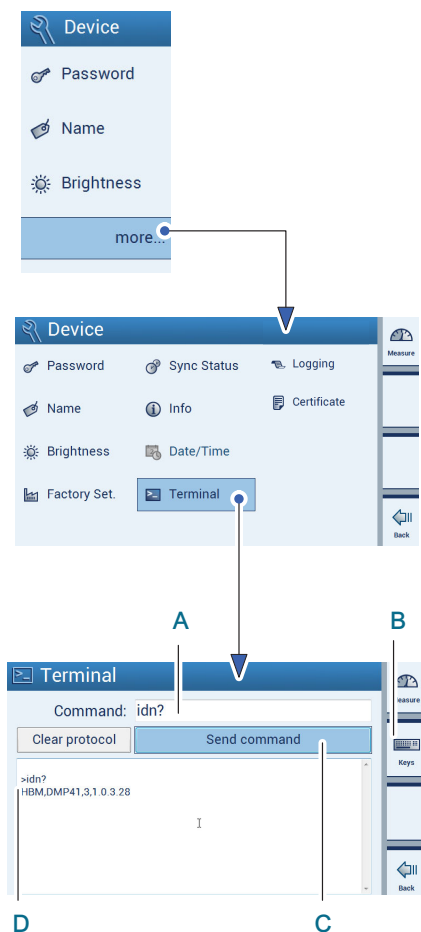 Device
Password
Name
Brightness
more...
Device
Password
Sync Status
Logging
Measure
Name
Info
Certificate
Brightness
Date/Time
Factory Set.
Terminal
Back
A
B
Terminal
easure
Command: idn?
Clear protocol
Send command
Keys
>idn?
HBM,DMP41,3,1.0.3.28
Back
D
C